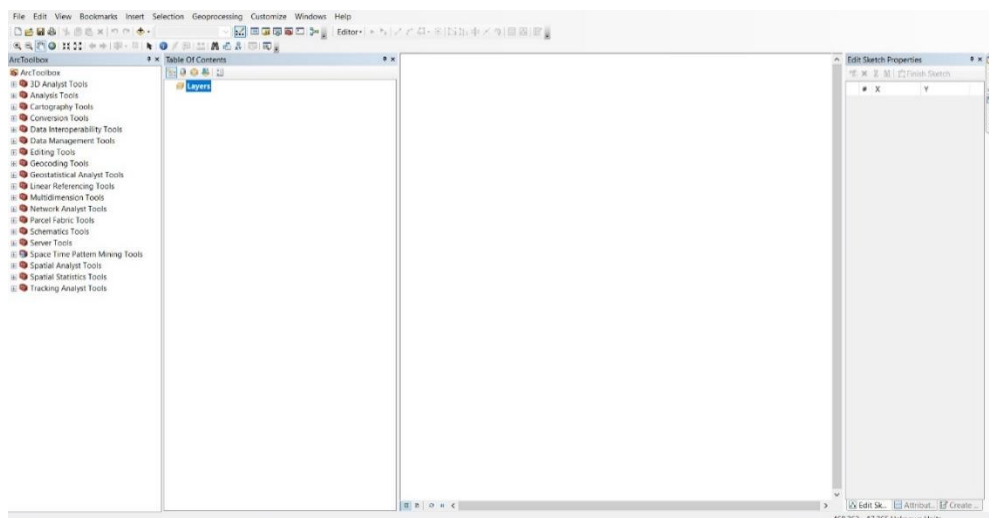 File Edit View Bookmarks Insert Selection Geoprocessing Customize Windows Help
Editor
ArcToolbox
ArcToolbox
3D Analyst Tools
Analysis Tools
Cartography Tools
Conversion Tools
Data Interoperability Tools
Data Management Tools
Editing Tools
Geocoding Tools
Geostatistical Analyst Tools
Linear Referencing Tools
Multidimension Tools
Network Analyst Tools
Parcel Fabric Tools
Schematics Tools
Server Tools
Space Time Pattern Mining Tools
Spatial Analyst Tools
Spatial Statistics Tools
Tracking Analyst Tools
Table Of Contents
Layers
Edit Sketch Properties
Finish Sketch
# X Y
Edit Sk... Attribut... Create ...